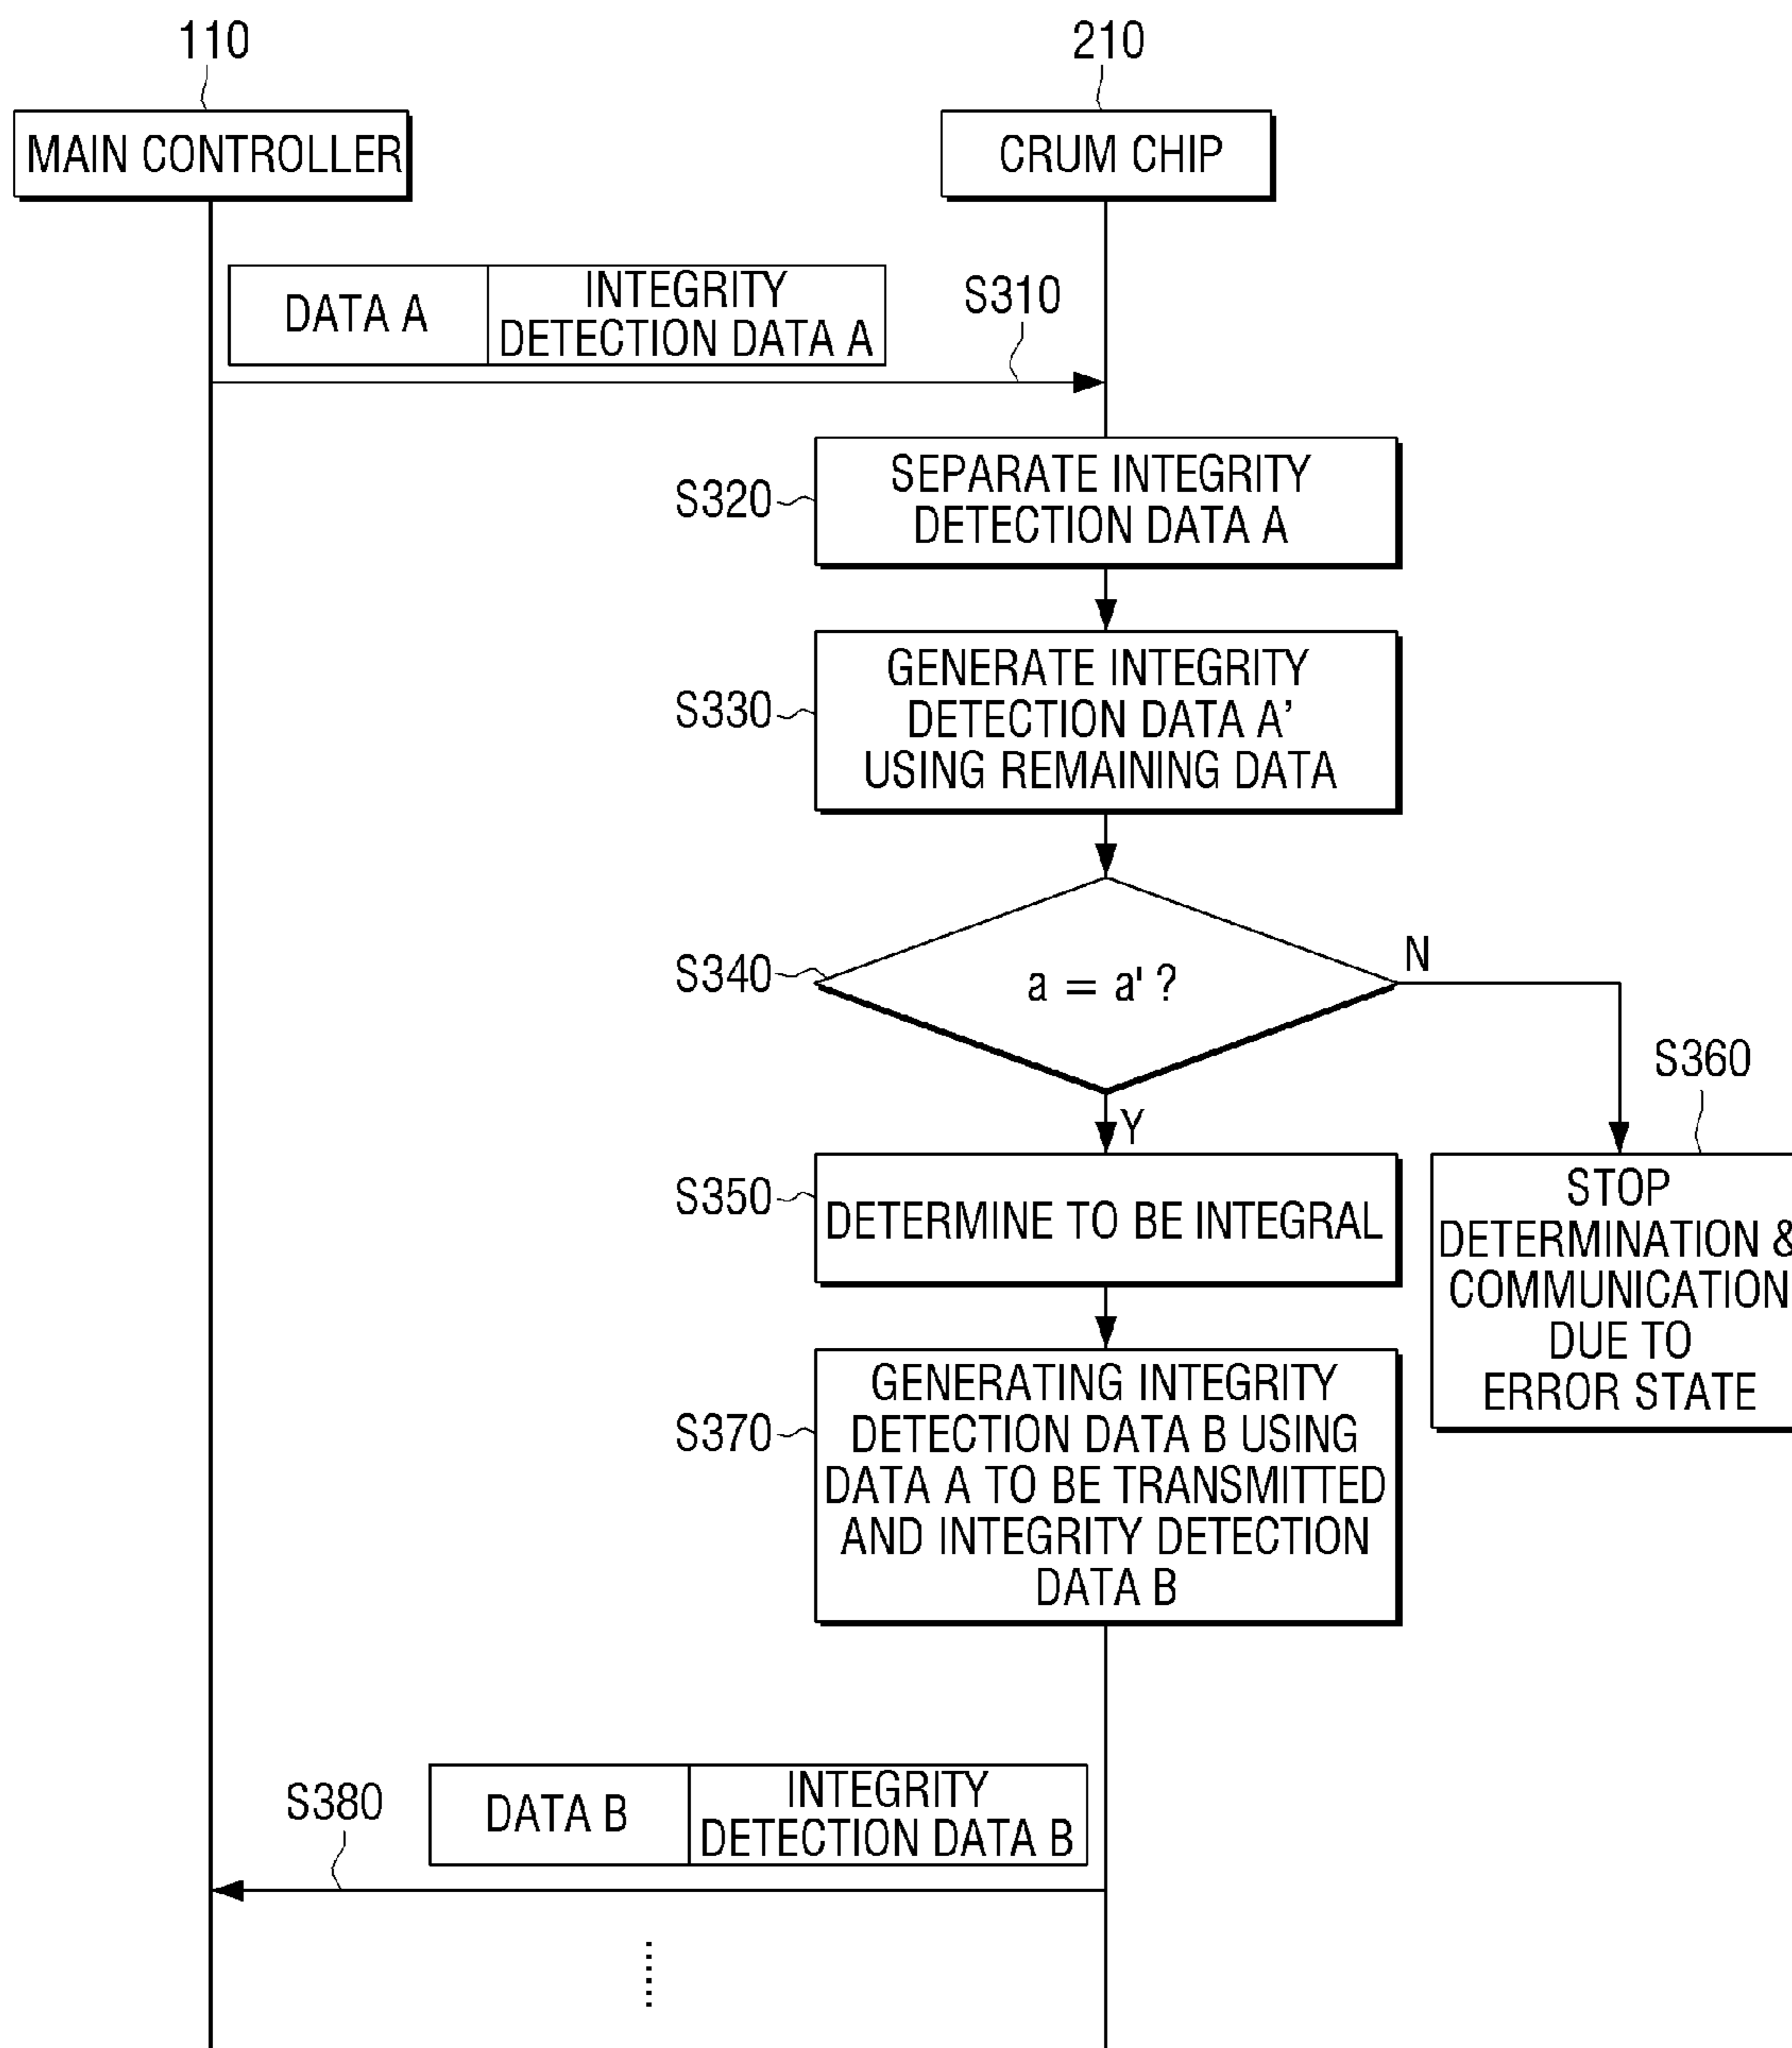 110
210
MAIN CONTROLLER
CRUM CHIP
DATA A
INTEGRITY
DETECTION DATA A
S310
S320
SEPARATE INTEGRITY
DETECTION DATA A
S330
GENERATE INTEGRITY
DETECTION DATA A'
USING REMAINING DATA
S340
a = a' ?
N
Y
S360
S350
DETERMINE TO BE INTEGRAL
STOP
DETERMINATION &
COMMUNICATION
DUE TO
ERROR STATE
S370
GENERATING INTEGRITY
DETECTION DATA B USING
DATA A TO BE TRANSMITTED
AND INTEGRITY DETECTION
DATA B
S380
DATA B
INTEGRITY
DETECTION DATA B